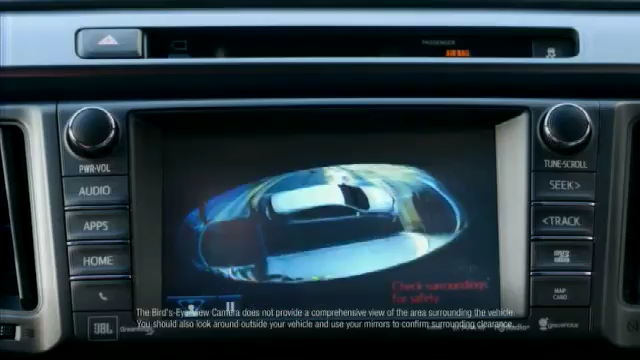 PASSENGER
AIR BAG
PWR•VOL
TUNE•SCROLL
AUDIO
SEEK>
APPS
<TRACK
HOME
MAP
CARD
Check surroundings
for safety.
JBL
The Bird's-Eye View Camera does not provide a comprehensive view of the area surrounding the vehicle.
You should also look around outside your vehicle and use your mirrors to confirm surrounding clearance.